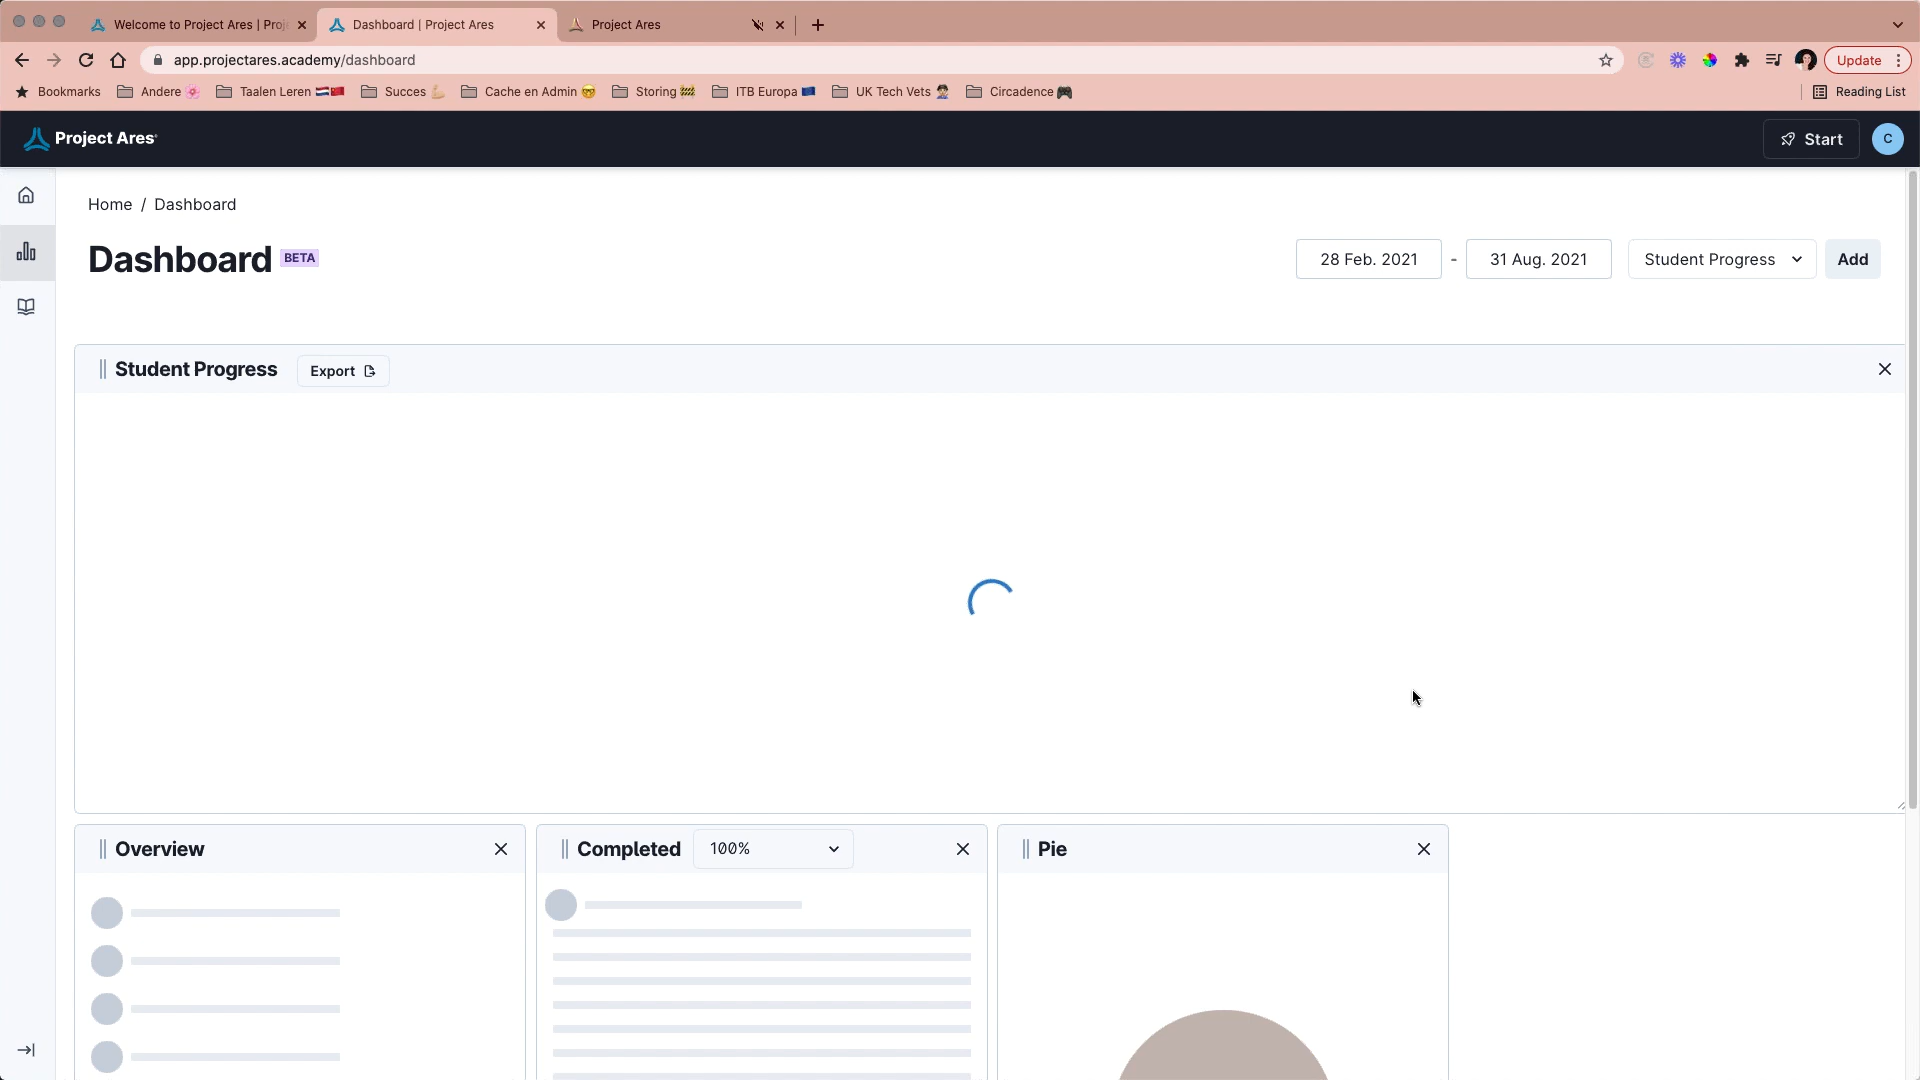 Welcome to Project Ares | Proj
Dashboard | Project Ares
Project Ares
app.projectares.academy/dashboard
Update
Bookmarks
Andere 🌸
Taalen Leren 🇳🇱🇨🇳
Succes 💪🏼
Cache en Admin 🤓
Storing 🚧
ITB Europa 🇪🇺
UK Tech Vets
Circadence 🎮
Reading List
Project Ares
Start
C
Home / Dashboard
Dashboard BETA
28 Feb. 2021 - 31 Aug. 2021
Student Progress
Add
Student Progress
Export
Overview
Completed
100%
Pie